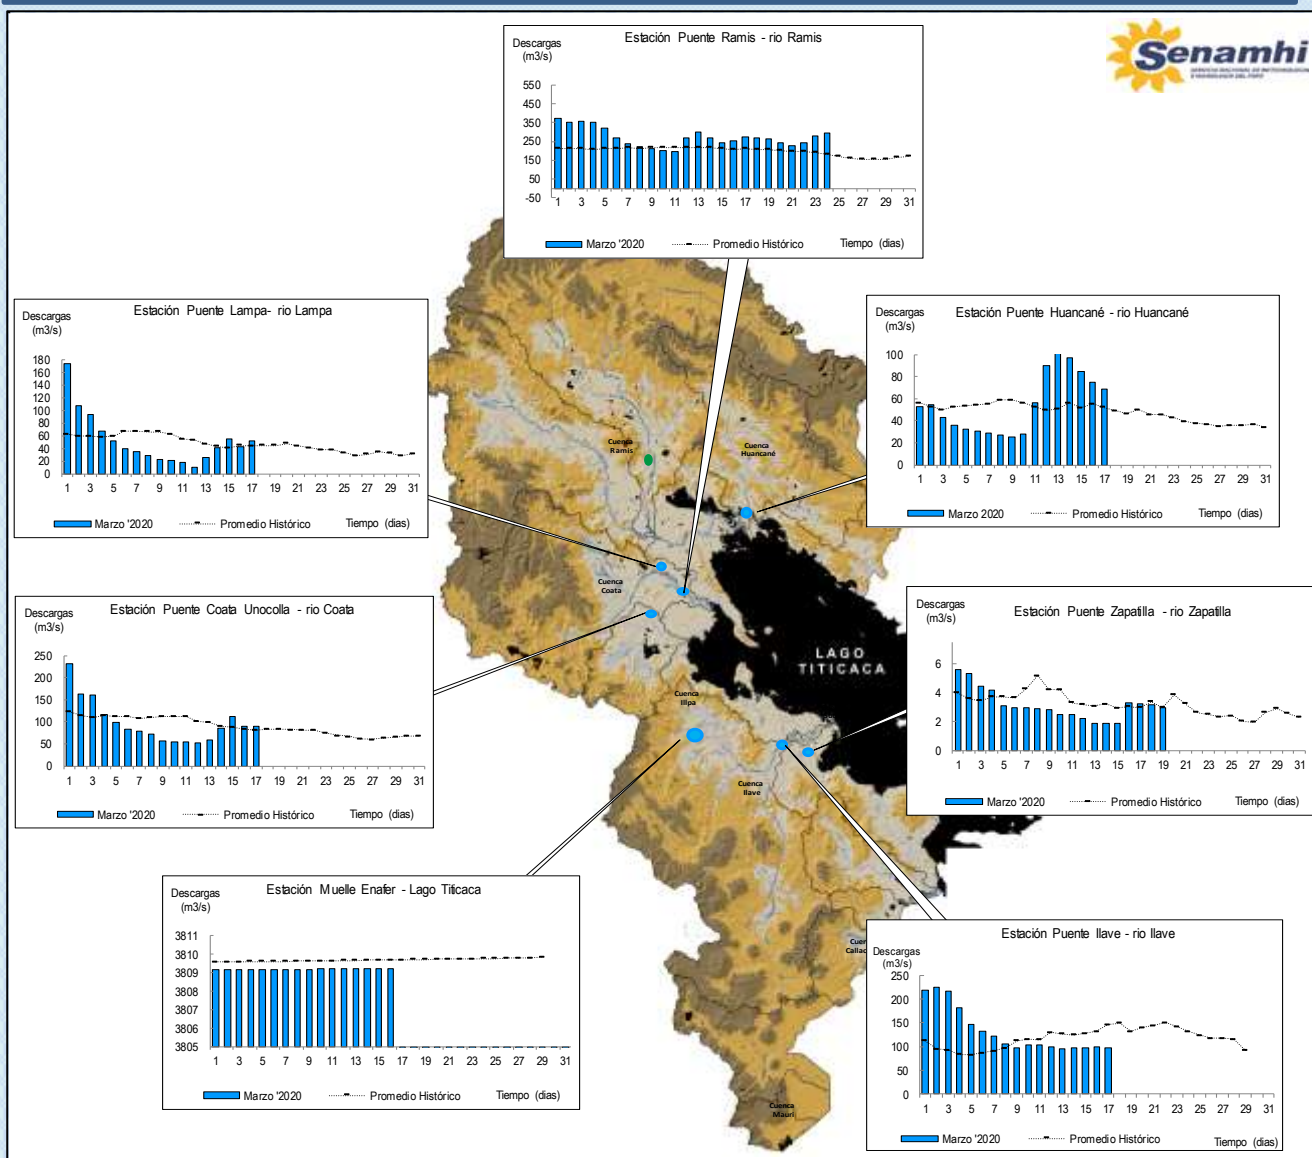 Senamhi
SERVICIO NACIONAL DE METEOROLOGÍA
E HIDROLOGÍA DEL PERÚ
Descargas
(m3/s)
Estación Puente Ramis - rio Ramis
550
450
350
250
150
50
-50
1 3 5 7 9 11 13 15 17 19 21 23 25 27 29 31
Marzo '2020 Promedio Histórico Tiempo (dias)
Descargas
(m3/s)
Estación Puente Lampa- rio Lampa
180
160
140
120
100
80
60
40
20
0
1 3 5 7 9 11 13 15 17 19 21 23 25 27 29 31
Marzo '2020 Promedio Histórico Tiempo (dias)
Descargas
(m3/s)
Estación Puente Huancané - rio Huancané
100
80
60
40
20
0
1 3 5 7 9 11 13 15 17 19 21 23 25 27 29 31
Marzo 2020 Promedio Histórico Tiempo (dias)
Cuenca
Ramis
Cuenca
Huancané
Cuenca
Coata
LAGO
TITICACA
Cuenca
Illpa
Cuenca
Ilave
Cuenca
Mauri
Descargas
(m3/s)
Estación Puente Coata Unocolla - rio Coata
250
200
150
100
50
0
1 3 5 7 9 11 13 15 17 19 21 23 25 27 29 31
Marzo '2020 Promedio Histórico Tiempo (dias)
Descargas
(m3/s)
Estación Puente Zapatilla - rio Zapatilla
6
4
2
0
1 3 5 7 9 11 13 15 17 19 21 23 25 27 29 31
Marzo '2020 Promedio Histórico Tiempo (dias)
Descargas
(m3/s)
Estación Muelle Enafer - Lago Titicaca
3811
3810
3809
3808
3807
3806
3805
1 3 5 7 9 11 13 15 17 19 21 23 25 27 29 31
Marzo '2020 Promedio Histórico Tiempo (dias)
Descargas
(m3/s)
Estación Puente Ilave - rio Ilave
250
200
150
100
50
0
1 3 5 7 9 11 13 15 17 19 21 23 25 27 29 31
Marzo '2020 Promedio Histórico Tiempo (dias)